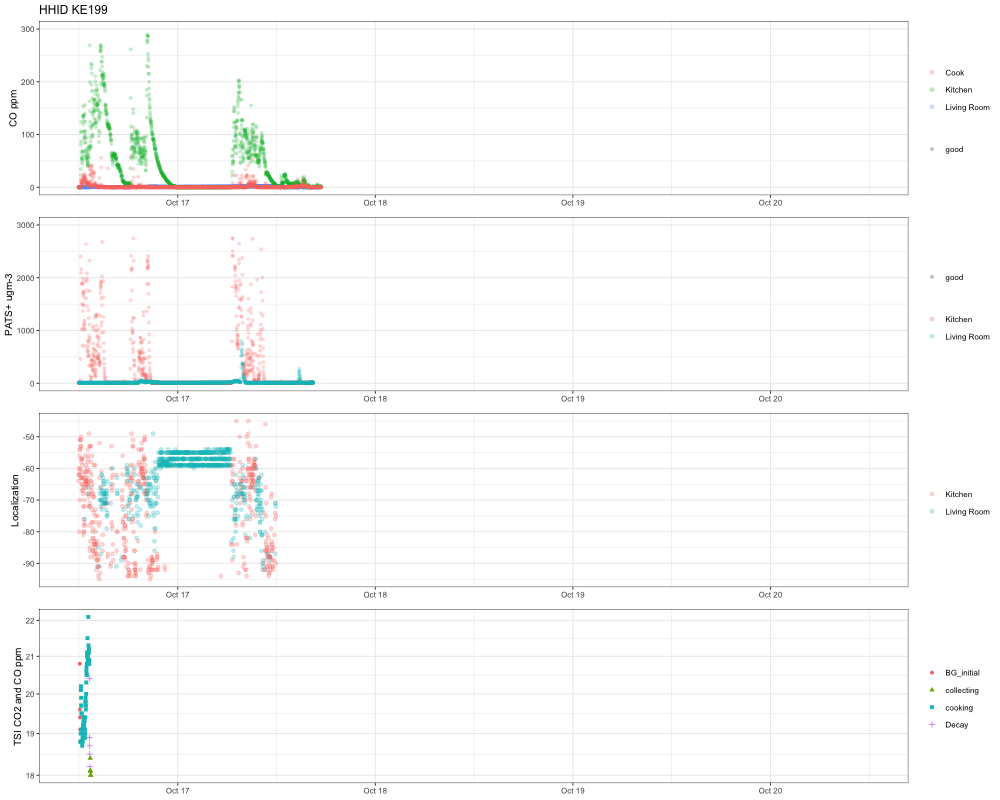 HHID KE199
CO ppm
300
200
100
0
Oct 17
Oct 18
Oct 19
Oct 20
Cook
Kitchen
Living Room
good
PATS+ ugm-3
3000
2000
1000
0
Oct 17
Oct 18
Oct 19
Oct 20
good
Kitchen
Living Room
Localization
-50
-60
-70
-80
-90
Oct 17
Oct 18
Oct 19
Oct 20
Kitchen
Living Room
TSI CO2 and CO ppm
22
21
20
19
18
Oct 17
Oct 18
Oct 19
Oct 20
BG_initial
collecting
cooking
Decay